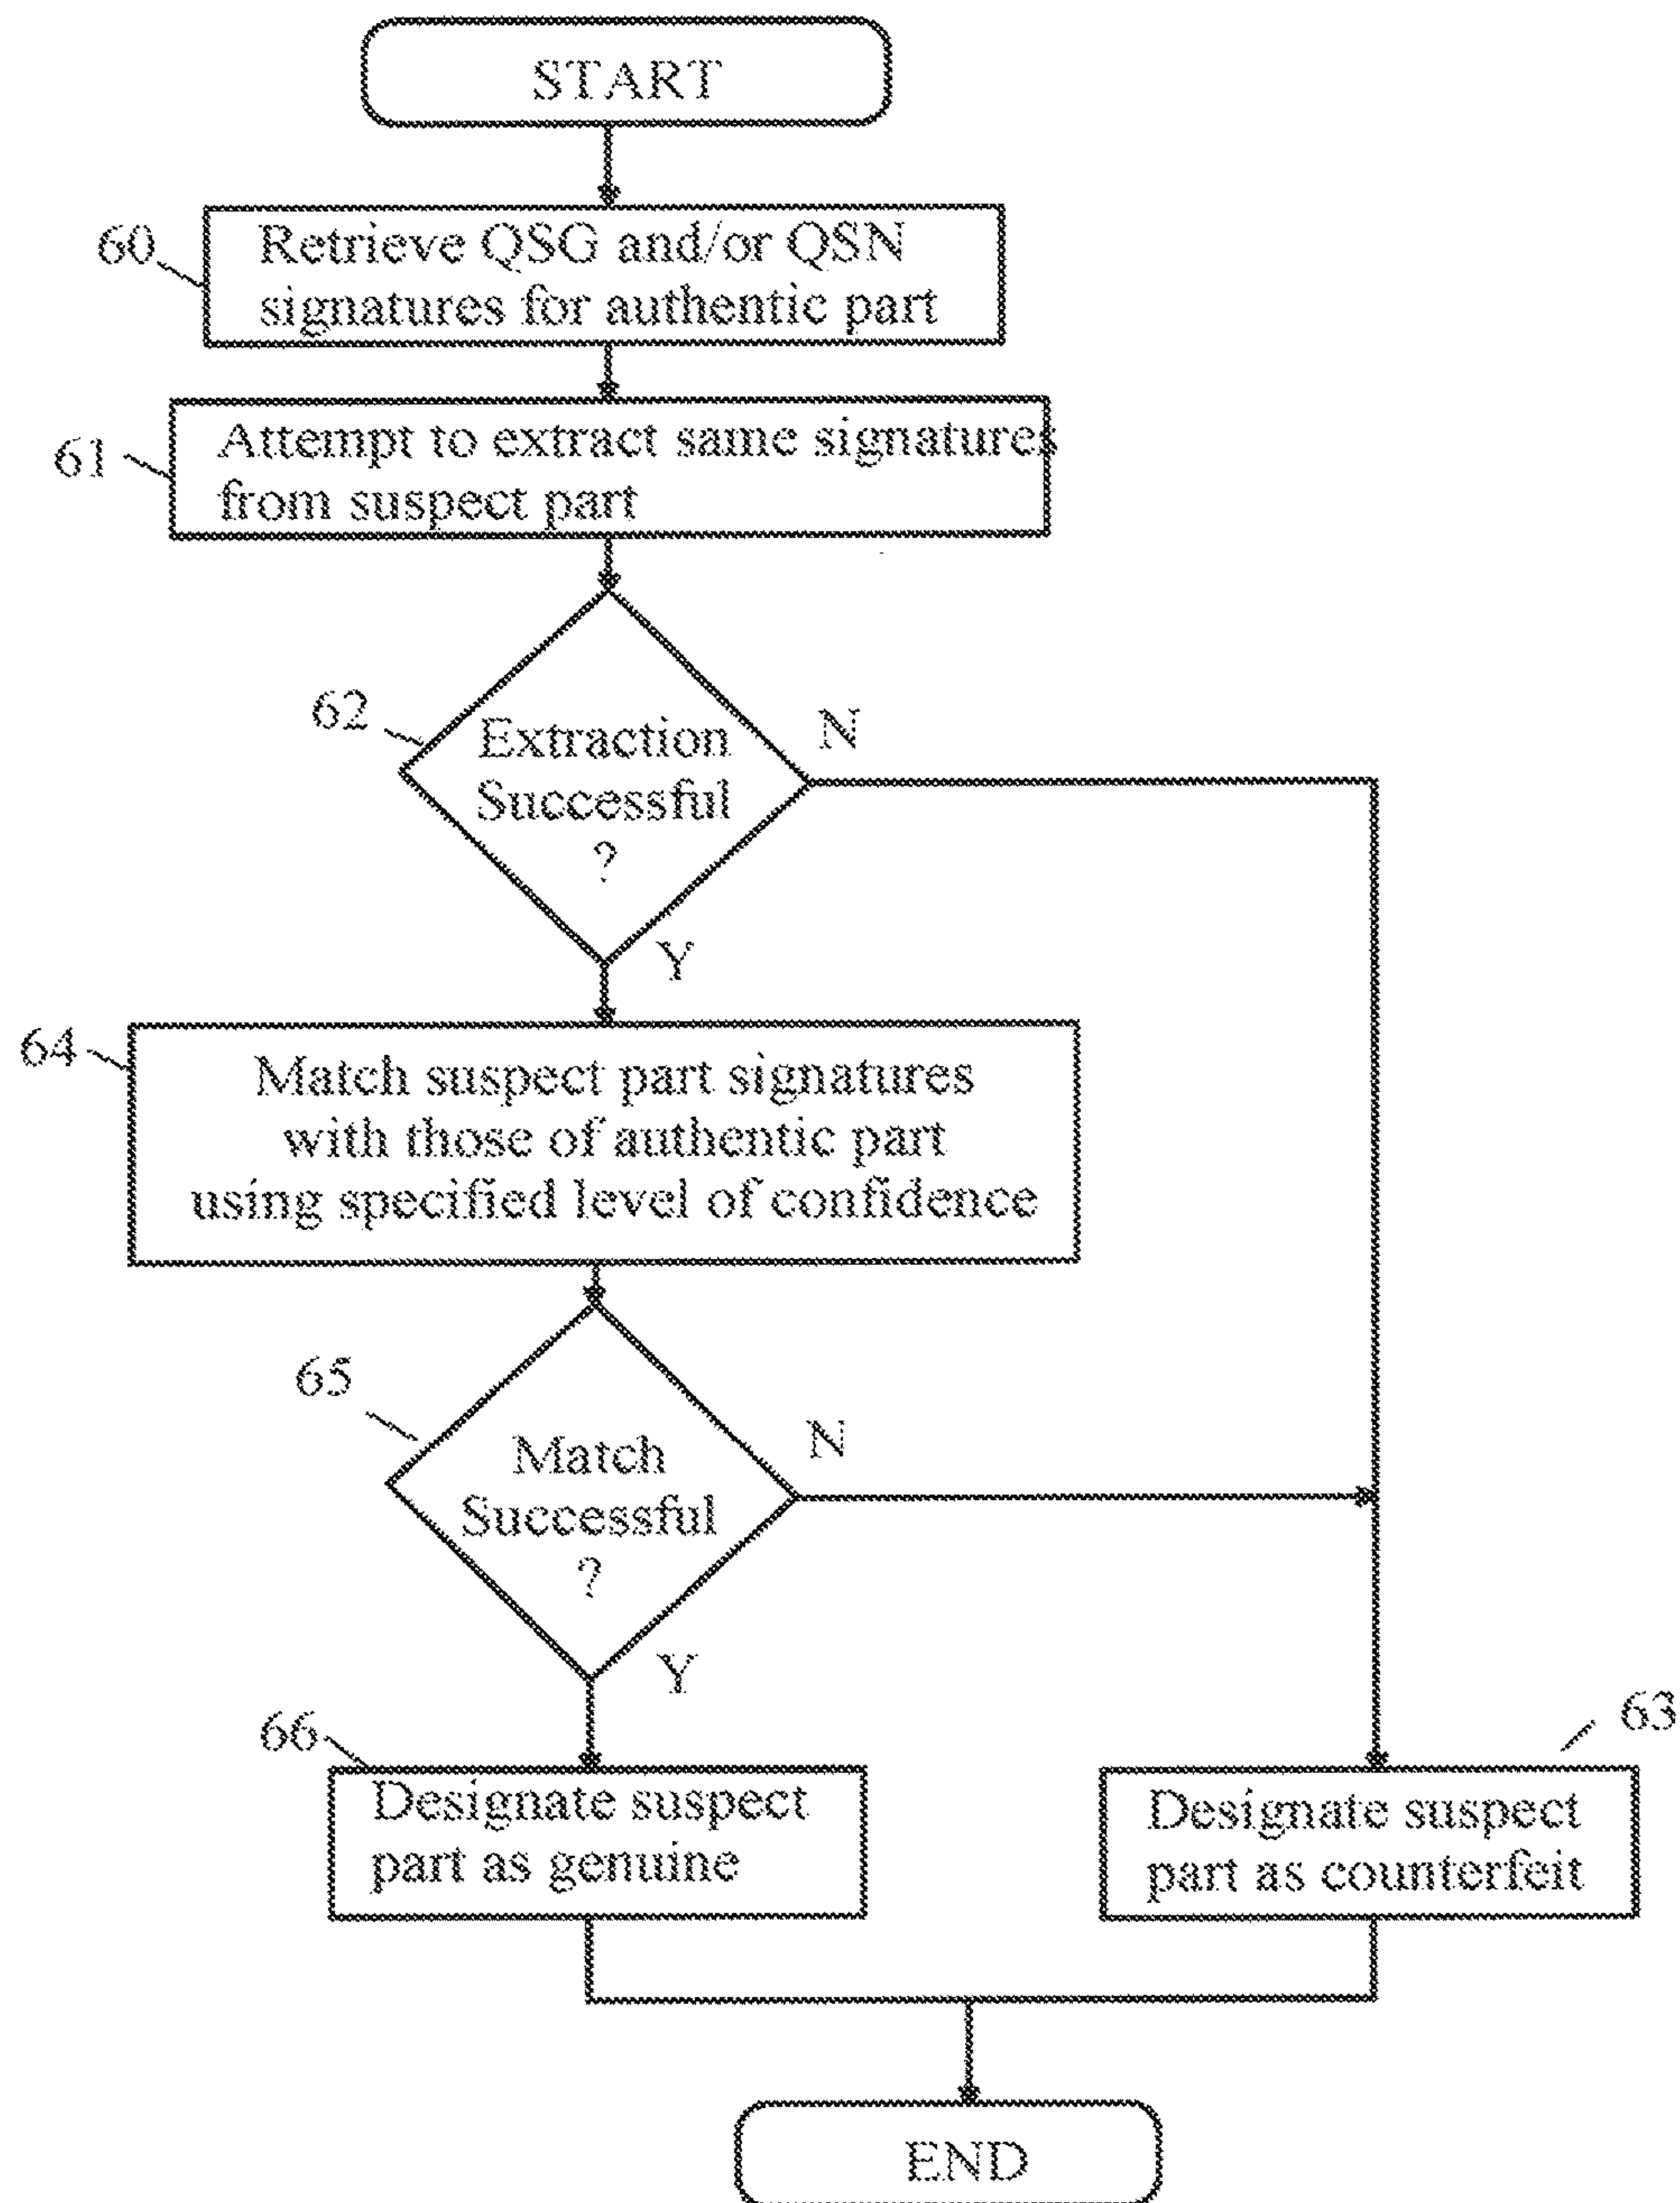 START
60
Retrieve QSG and/or QSN
signatures for authentic part
61
Attempt to extract same signatures
from suspect part
62
Extraction
Successful
?
N
Y
64
Match suspect part signatures
with those of authentic part
using specified level of confidence
65
Match
Successful
?
N
Y
66
Designate suspect
part as genuine
63
Designate suspect
part as counterfeit
END